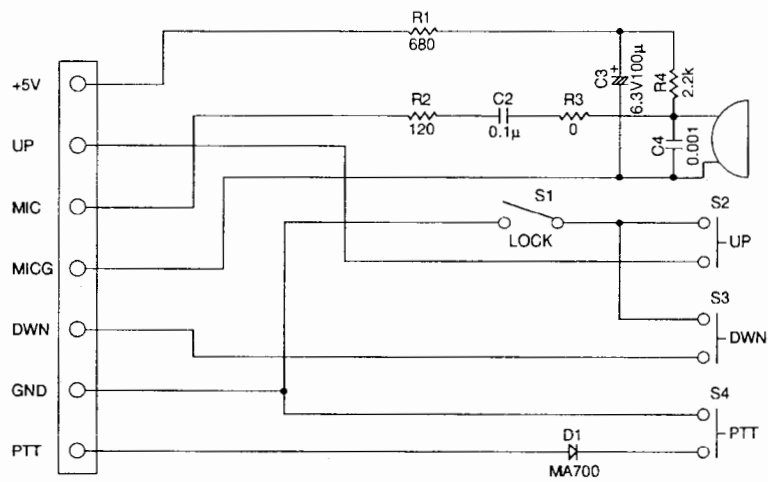 R1
680
+5V
C3
+
6.3V100µ
R4
2.2k
R2
120
C2
0.1µ
R3
0
C4
0.001
UP
MIC
S1
LOCK
S2
UP
MICG
S3
DWN
DWN
GND
S4
PTT
D1
MA700
PTT